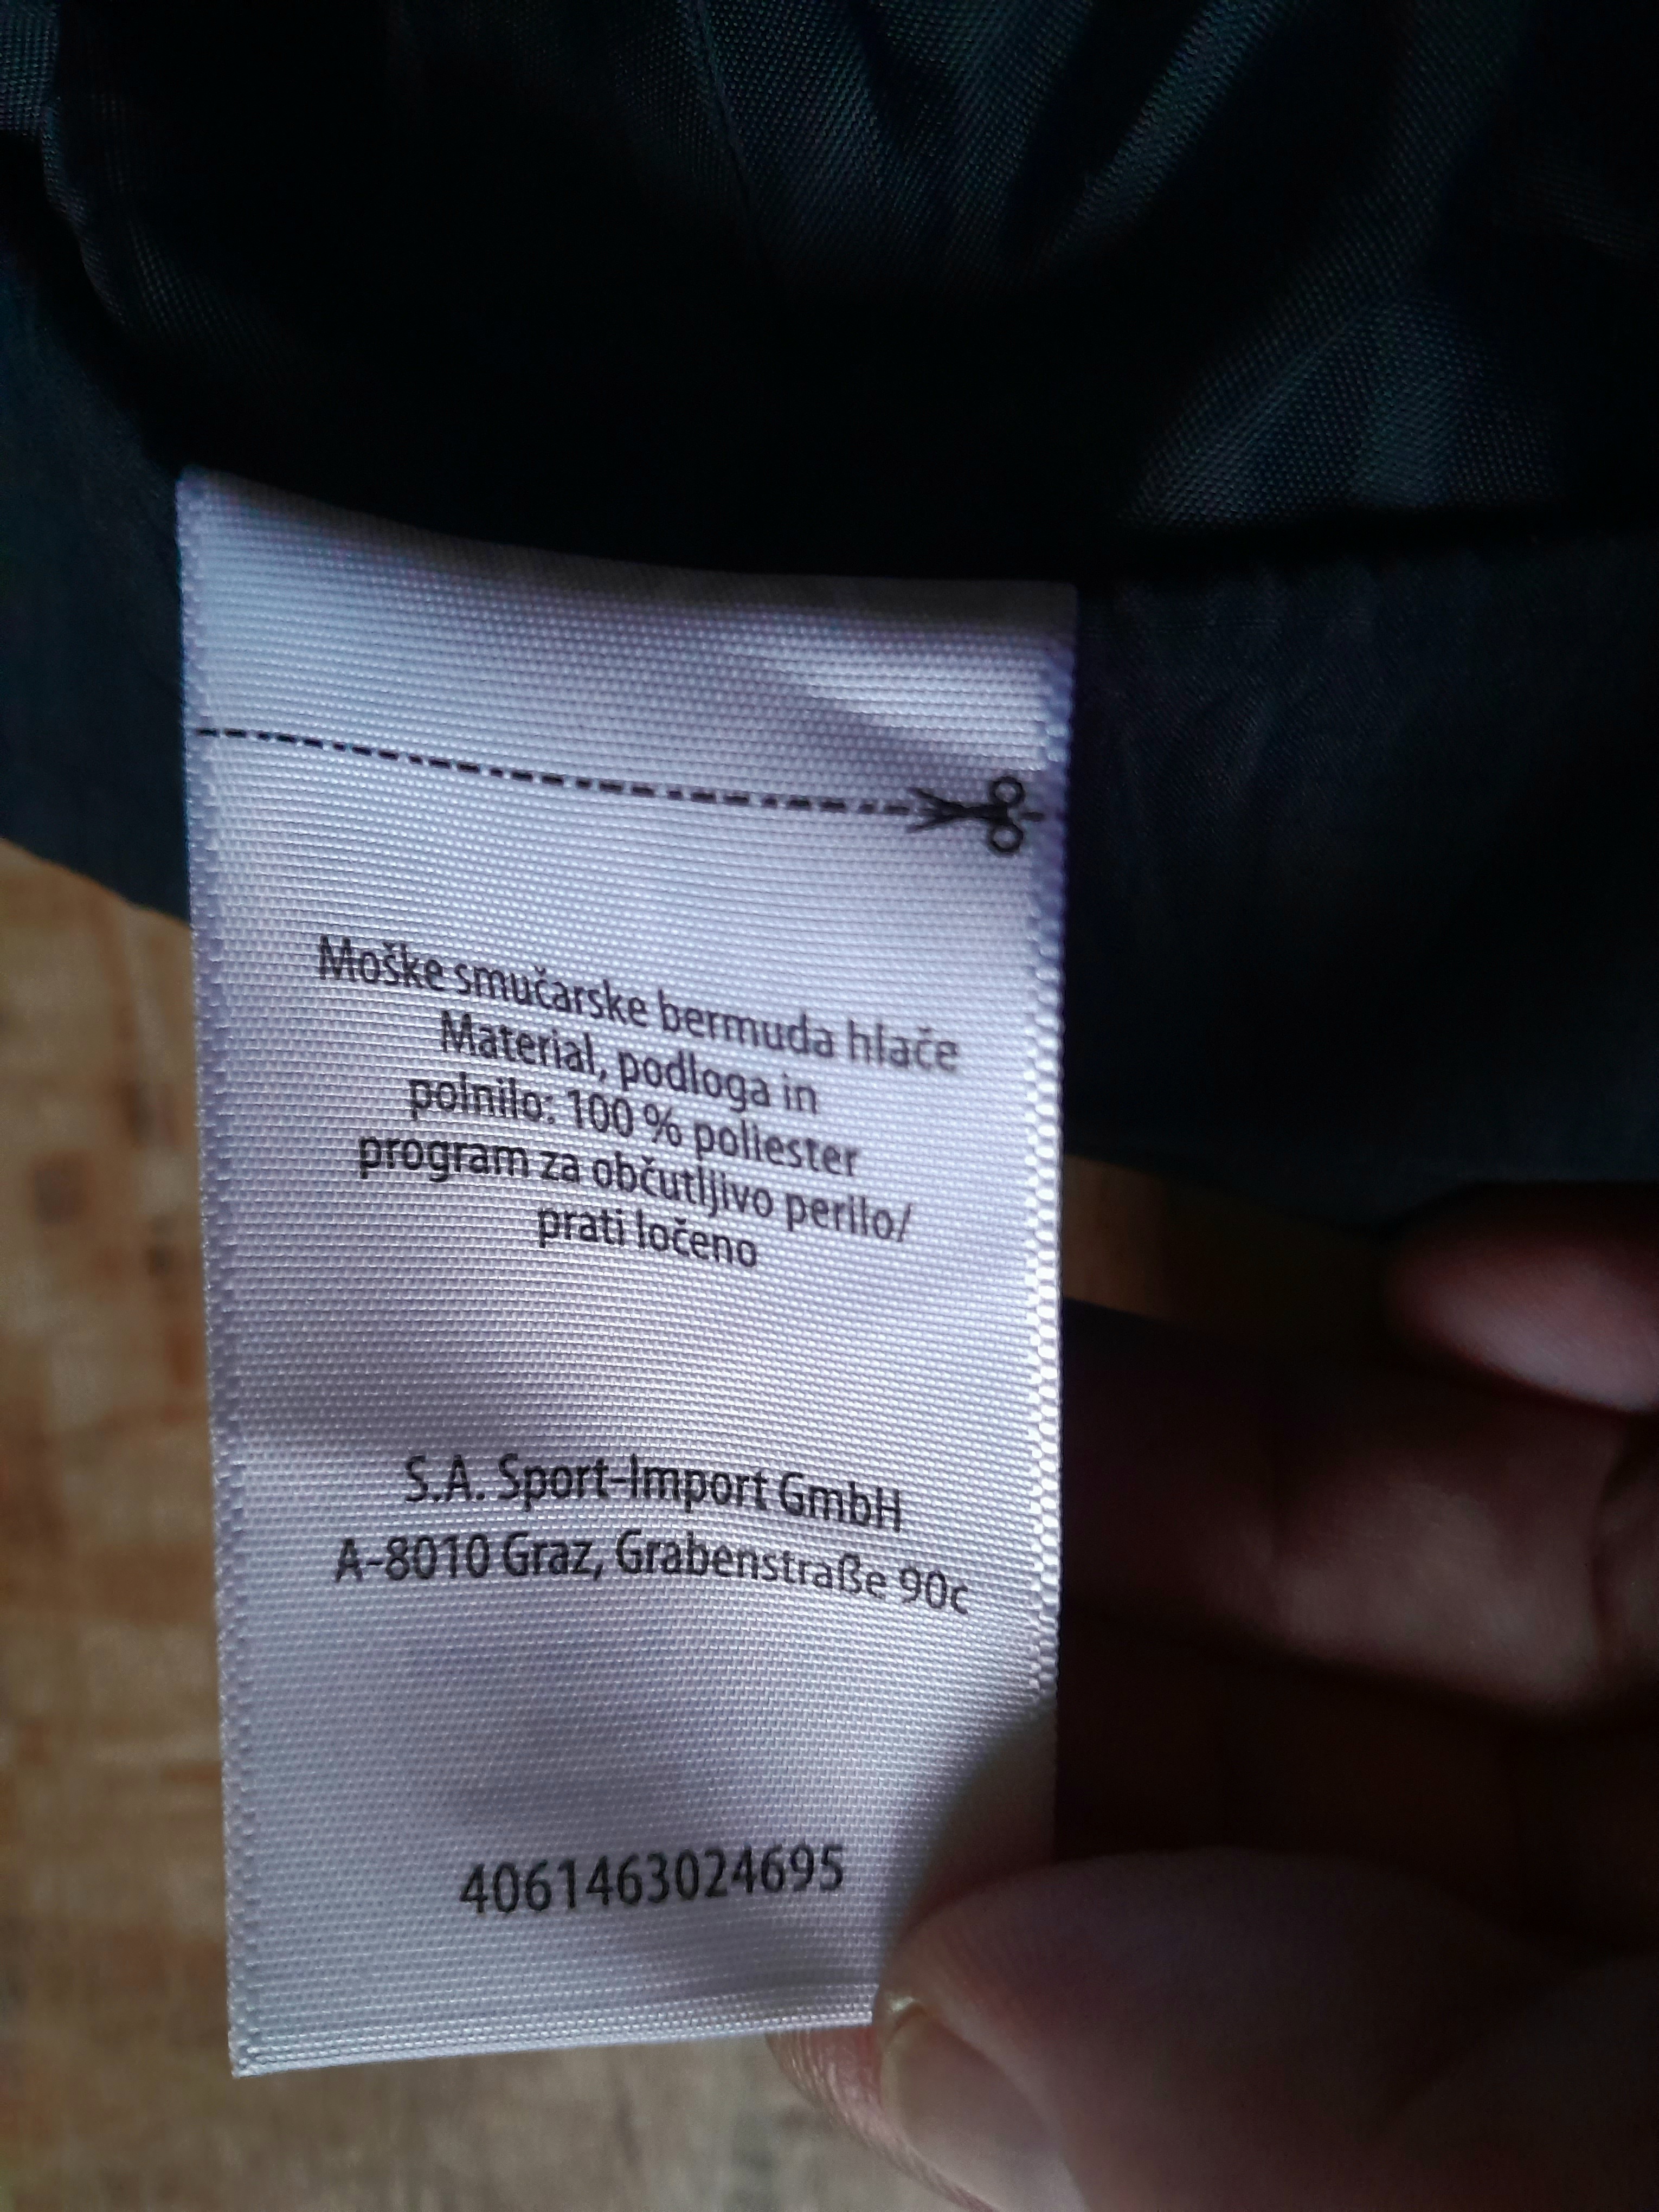 Moške smučarske bermuda hlače
Material, podloga in
polnilo: 100 % poliester
program za občutljivo perilo/
prati ločeno
S.A. Sport-Import GmbH
A-8010 Graz, Grabenstraße 90c
4061463024695